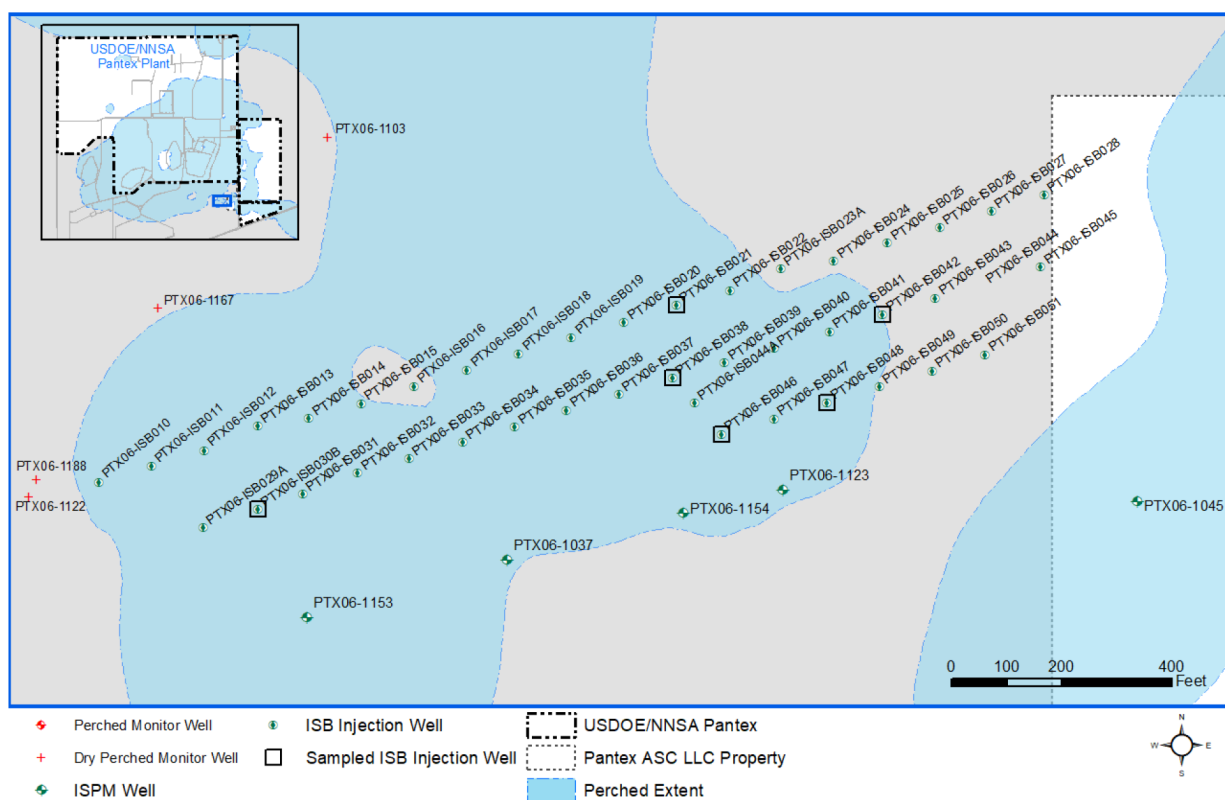 USDOE/NNSA
Pantex Plant
PTX06-1103
PTX06-1167
PTX06-1188
PTX06-1122
PTX06-ISB010
PTX06-ISB011
PTX06-ISB012
PTX06-ISB013
PTX06-ISB014
PTX06-ISB015
PTX06-ISB016
PTX06-ISB017
PTX06-ISB018
PTX06-ISB019
PTX06-ISB020
PTX06-ISB021
PTX06-ISB022
PTX06-ISB023A
PTX06-ISB024
PTX06-ISB025
PTX06-ISB026
PTX06-ISB027
PTX06-ISB028
PTX06-ISB029A
PTX06-ISB030B
PTX06-ISB031
PTX06-ISB032
PTX06-ISB033
PTX06-ISB034
PTX06-ISB035
PTX06-ISB036
PTX06-ISB037
PTX06-ISB038
PTX06-ISB039
PTX06-ISB040
PTX06-ISB041
PTX06-ISB042
PTX06-ISB043
PTX06-ISB044
PTX06-ISB045
PTX06-ISB044A
PTX06-ISB046
PTX06-ISB047
PTX06-ISB048
PTX06-ISB049
PTX06-ISB050
PTX06-ISB051
PTX06-1123
PTX06-1154
PTX06-1045
PTX06-1037
PTX06-1153
0 100 200 400
Feet
Perched Monitor Well
Dry Perched Monitor Well
ISPM Well
ISB Injection Well
Sampled ISB Injection Well
USDOE/NNSA Pantex
Pantex ASC LLC Property
Perched Extent
N
W E
S